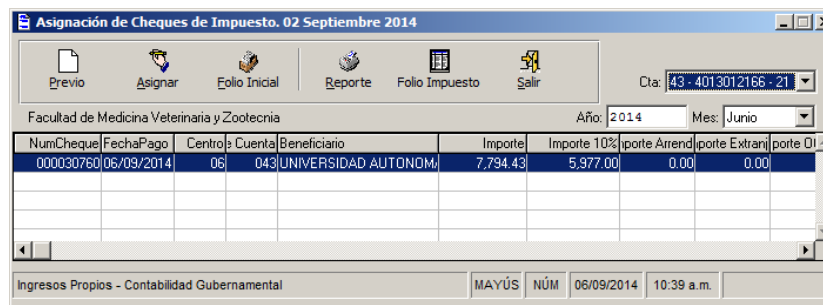 Asignación de Cheques de Impuesto. 02 Septiembre 2014
Previo Asignar Folio Inicial Reporte Folio Impuesto Salir Cta: 43 - 4013012166 - 21
Facultad de Medicina Veterinaria y Zootecnia Año: 2014 Mes: Junio
NumCheque FechaPago Centro Cuenta Beneficiario Importe Importe 10% porte Arrend porte Extranj porte
000030760 06/09/2014 06 043 UNIVERSIDAD AUTONOMA 7,794.43 5,977.00 0.00 0.00
Ingresos Propios - Contabilidad Gubernamental MAYÚS NÚM 06/09/2014 10:39 a.m.